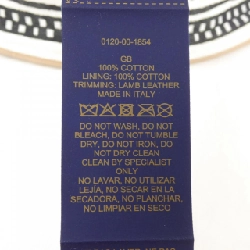 0120-00-1654
GB
100% COTTON
LINING: 100% COTTON
TRIMMING: LAMB LEATHER
MADE IN ITALY
DO NOT WASH, DO NOT
BLEACH, DO NOT TUMBLE
DRY, DO NOT IRON, DO
NOT DRY CLEAN
CLEAN BY SPECIALIST
ONLY
NO LAVAR, NO UTILIZAR
LEJIA, NO SECAR EN LA
SECADORA, NO PLANCHAR,
NO LIMPIAR EN SECO